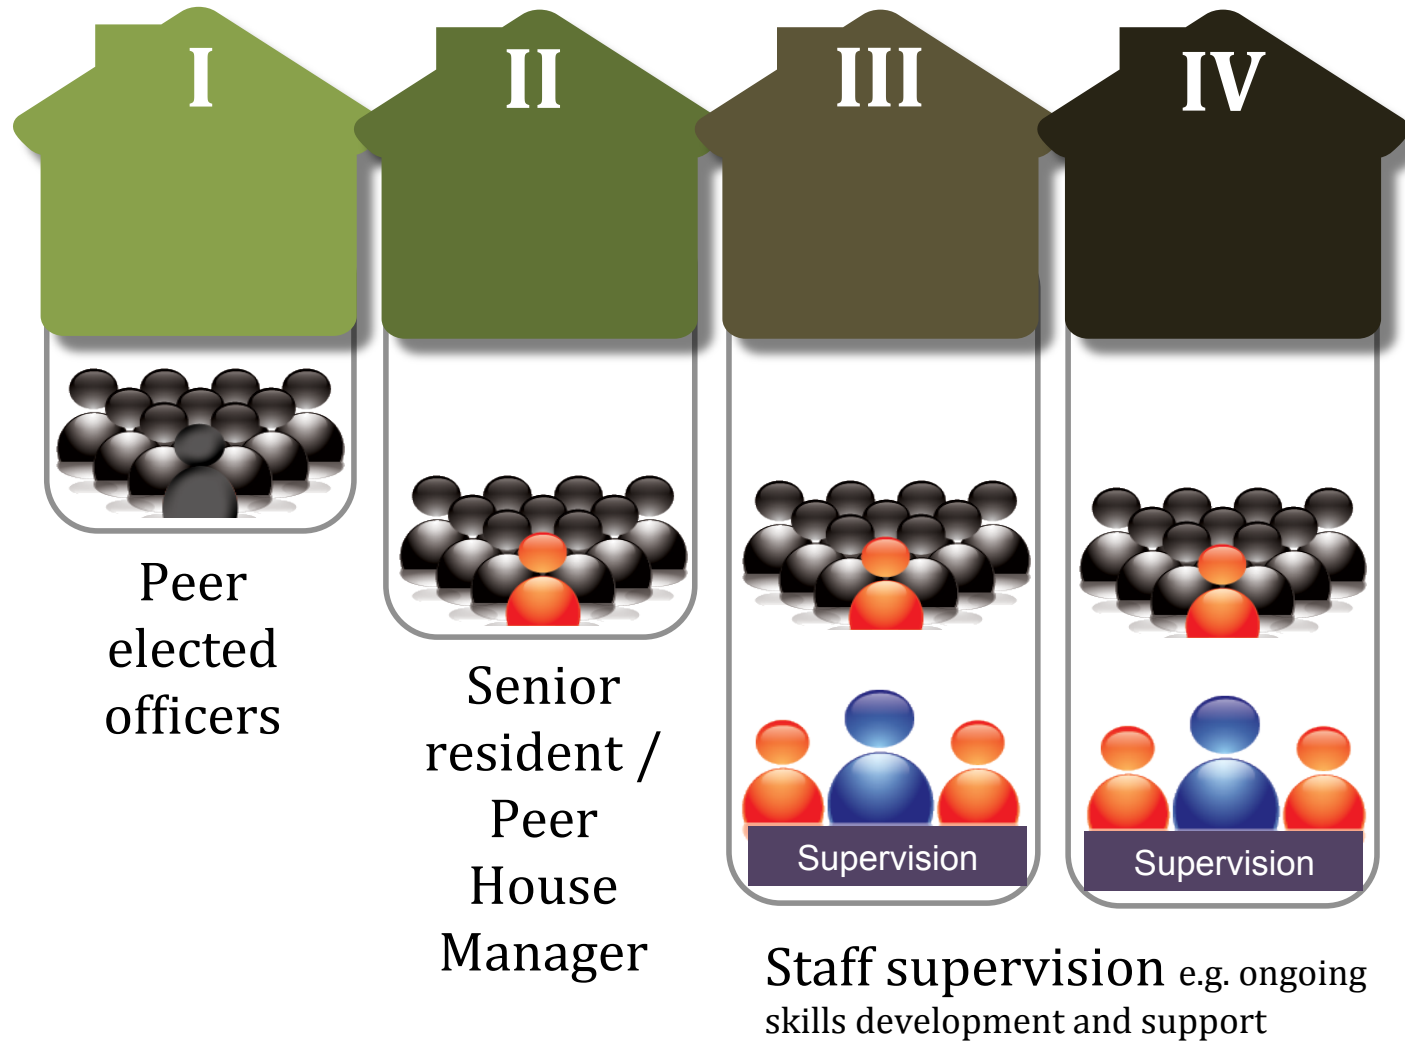 I
II
III
IV
Peer
elected
officers
Senior
resident /
Peer
House
Manager
Supervision
Supervision
Staff supervision e.g. ongoing
skills development and support